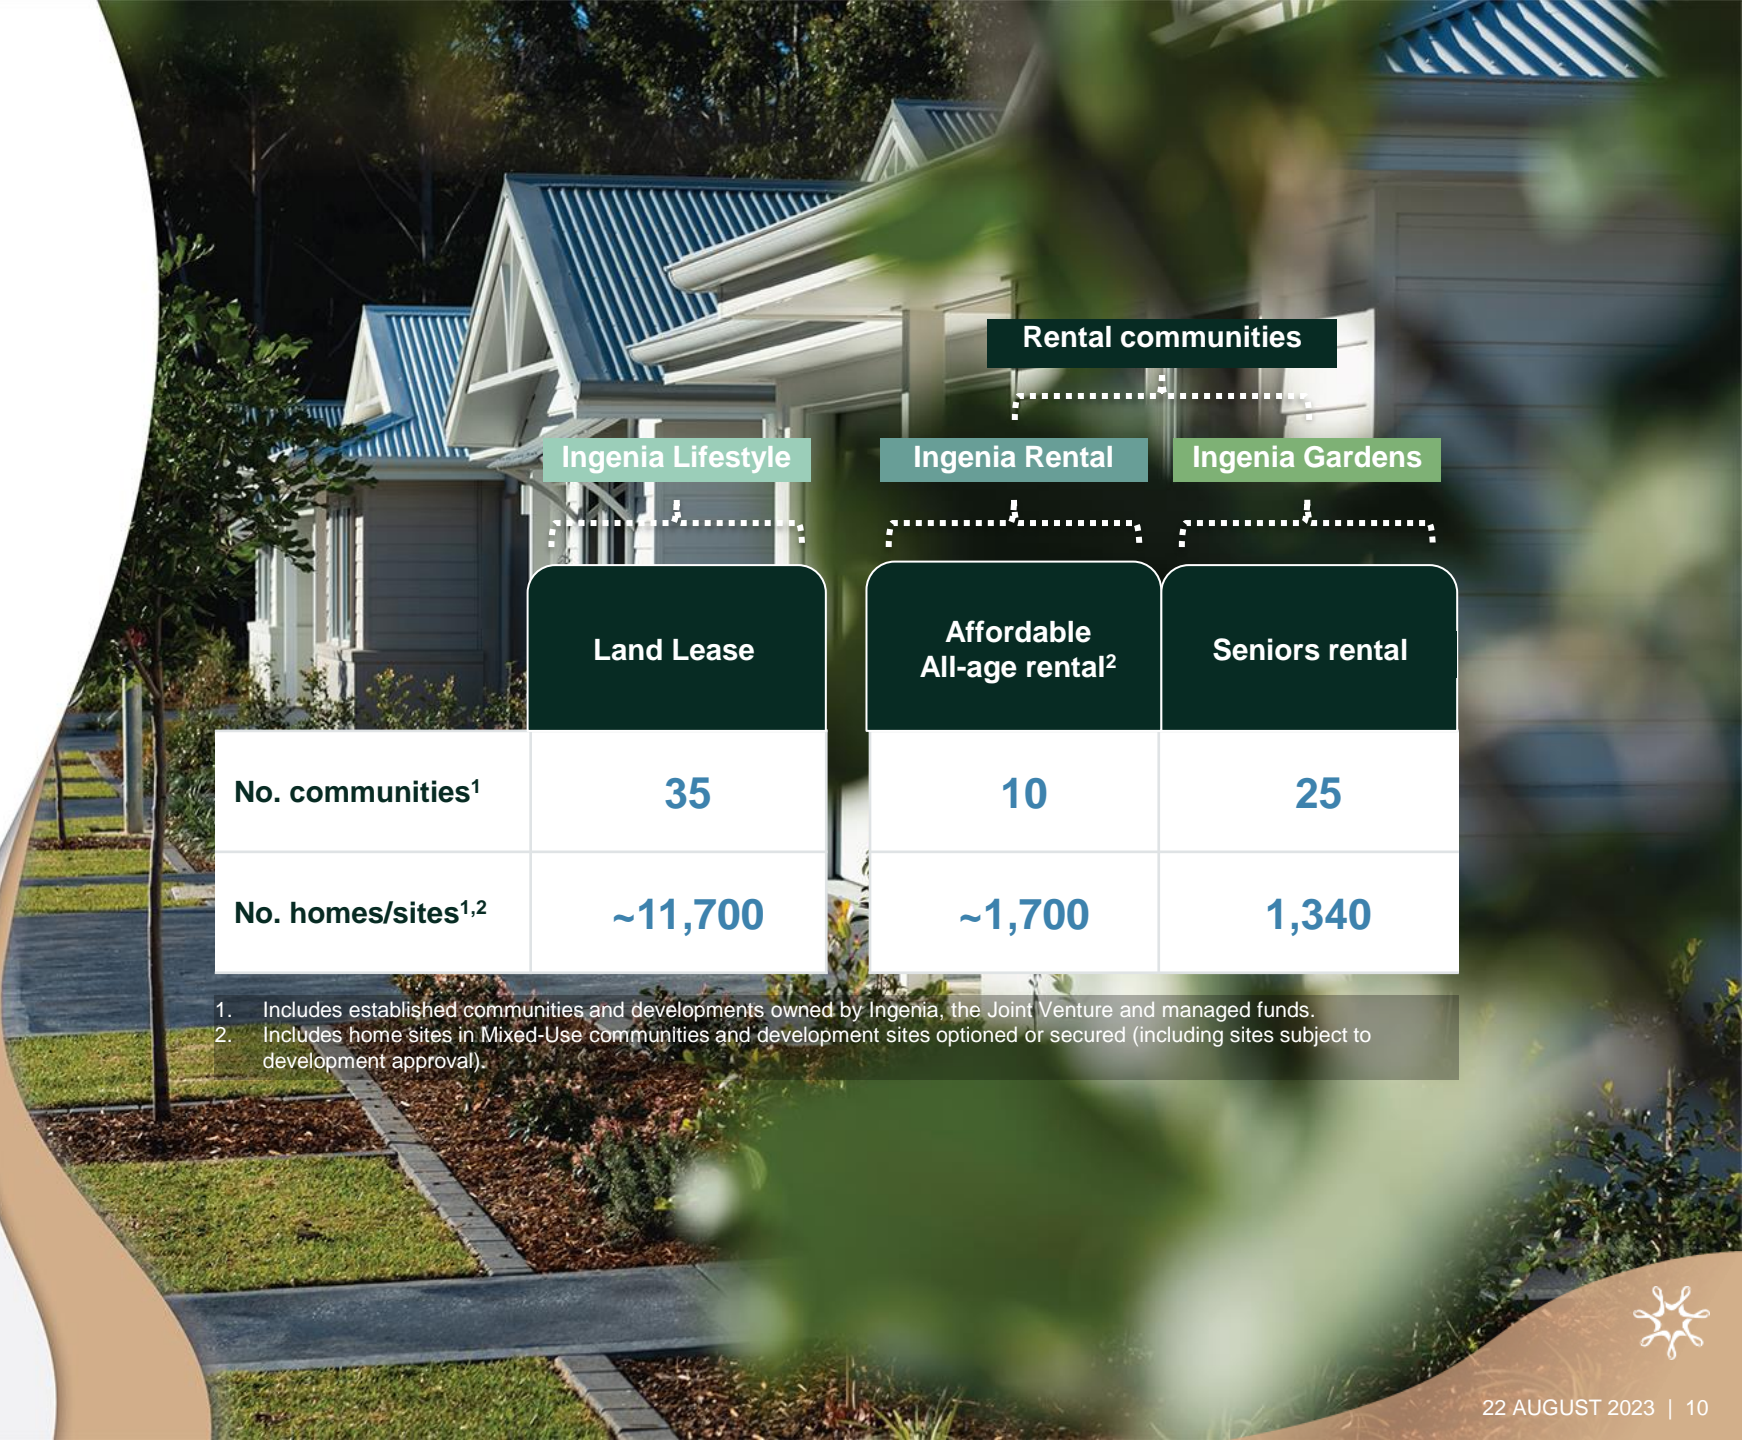 Rental communities
Ingenia Lifestyle
Ingenia Rental
Ingenia Gardens
Land Lease
Affordable
All-age rental²
Seniors rental
No. communities¹
35
10
25
No. homes/sites¹,²
~11,700
~1,700
1,340
1. Includes established communities and developments owned by Ingenia, the Joint Venture and managed funds.
2. Includes home sites in Mixed-Use communities and development sites optioned or secured (including sites subject to
development approval).
22 AUGUST 2023 | 10